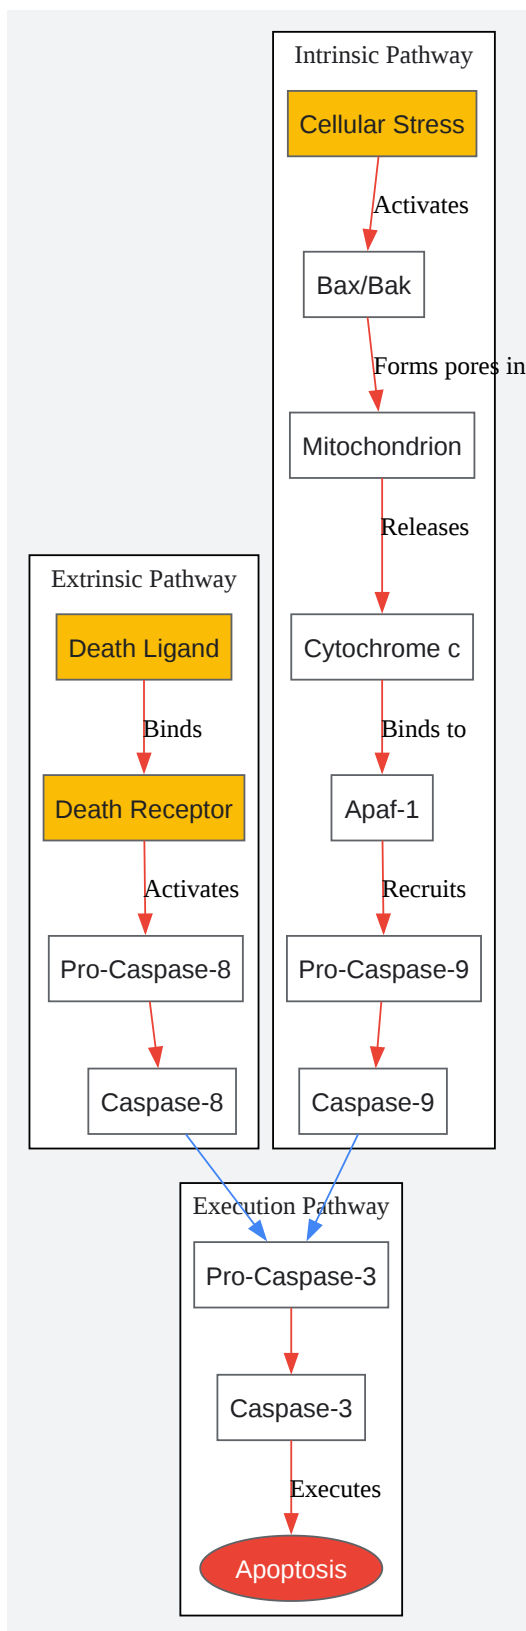 Intrinsic Pathway
Cellular Stress
Activates
Bax/Bak
Forms pores in
Mitochondrion
Releases
Cytochrome c
Binds to
Apaf-1
Recruits
Pro-Caspase-9
Caspase-9
Extrinsic Pathway
Death Ligand
Binds
Death Receptor
Activates
Pro-Caspase-8
Caspase-8
Execution Pathway
Pro-Caspase-3
Caspase-3
Executes
Apoptosis